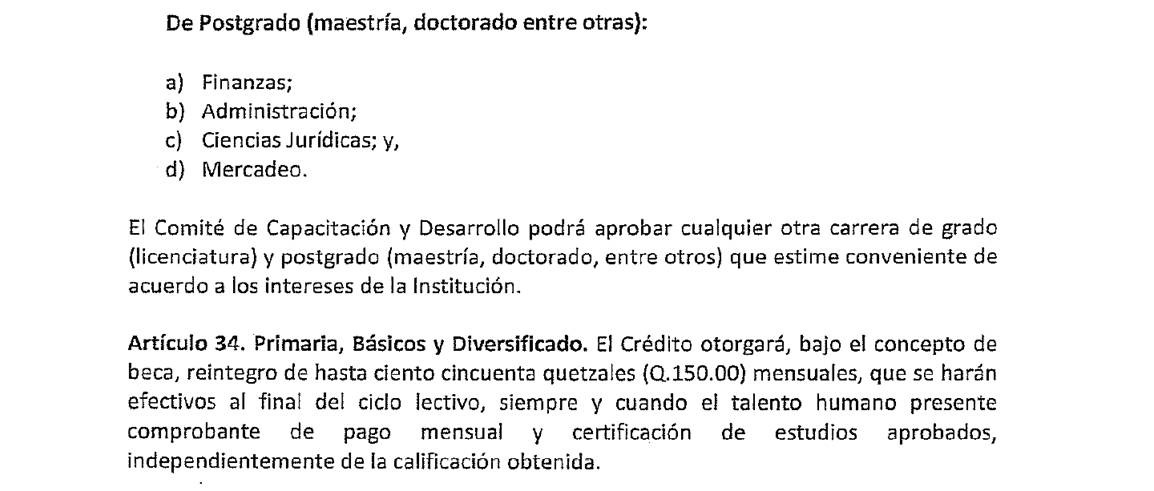 De Postgrado (maestría, doctorado entre otras):
a) Finanzas;
b) Administración;
c) Ciencias Jurídicas; y,
d) Mercadeo.
El Comité de Capacitación y Desarrollo podrá aprobar cualquier otra carrera de grado
(licenciatura) y postgrado (maestría, doctorado, entre otros) que estime conveniente de
acuerdo a los intereses de la Institución.
Artículo 34. Primaria, Básicos y Diversificado. El Crédito otorgará, bajo el concepto de
beca, reintegro de hasta ciento cincuenta quetzales (Q.150.00) mensuales, que se harán
efectivos al final del ciclo lectivo, siempre y cuando el talento humano presente
comprobante de pago mensual y certificación de estudios aprobados,
independientemente de la calificación obtenida.